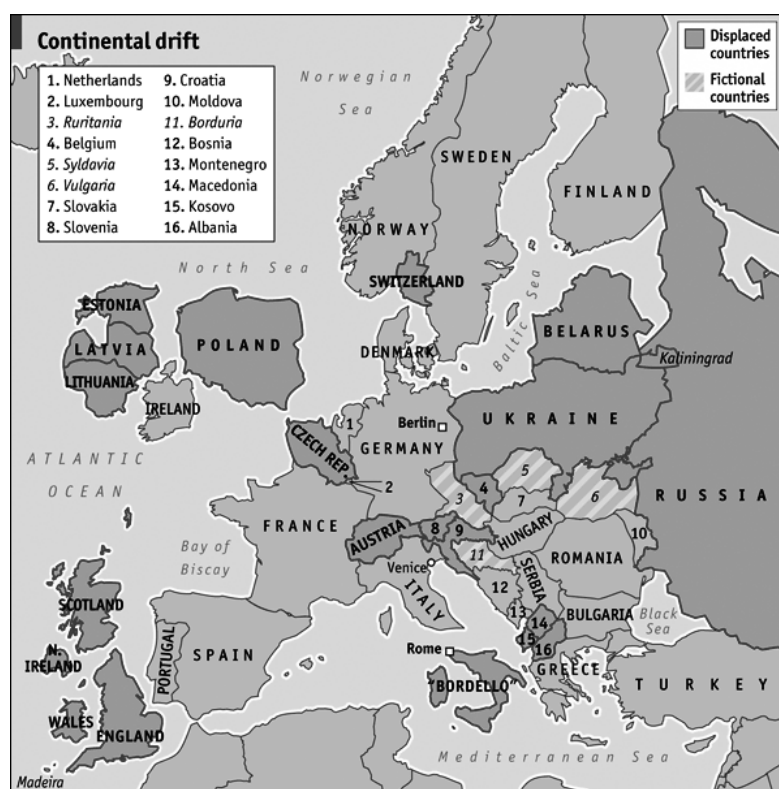 Continental drift
1. Netherlands
2. Luxembourg
3. Ruritania
4. Belgium
5. Syldavia
6. Vulgaria
7. Slovakia
8. Slovenia
9. Croatia
10. Moldova
11. Borduria
12. Bosnia
13. Montenegro
14. Macedonia
15. Kosovo
16. Albania
Displaced
countries
Fictional
countries
Norwegian
Sea
SWEDEN
FINLAND
NORWAY
North Sea
SWITZERLAND
ESTONIA
Baltic Sea
BELARUS
LATVIA
POLAND
DENMARK
Kaliningrad
LITHUANIA
IRELAND
Berlin
UKRAINE
1
CZECH REP.
GERMANY
ATLANTIC
OCEAN
2
3
4
5
6
7
RUSSIA
FRANCE
AUSTRIA
8
9
HUNGARY
10
Bay of
Biscay
Venice
11
ROMANIA
ITALY
12
SERBIA
SCOTLAND
13
14
BULGARIA
Black
Sea
N.
IRELAND
PORTUGAL
SPAIN
Rome
15
16
GREECE
"BORDELLO"
TURKEY
WALES
ENGLAND
Mediterranean Sea
Madeira